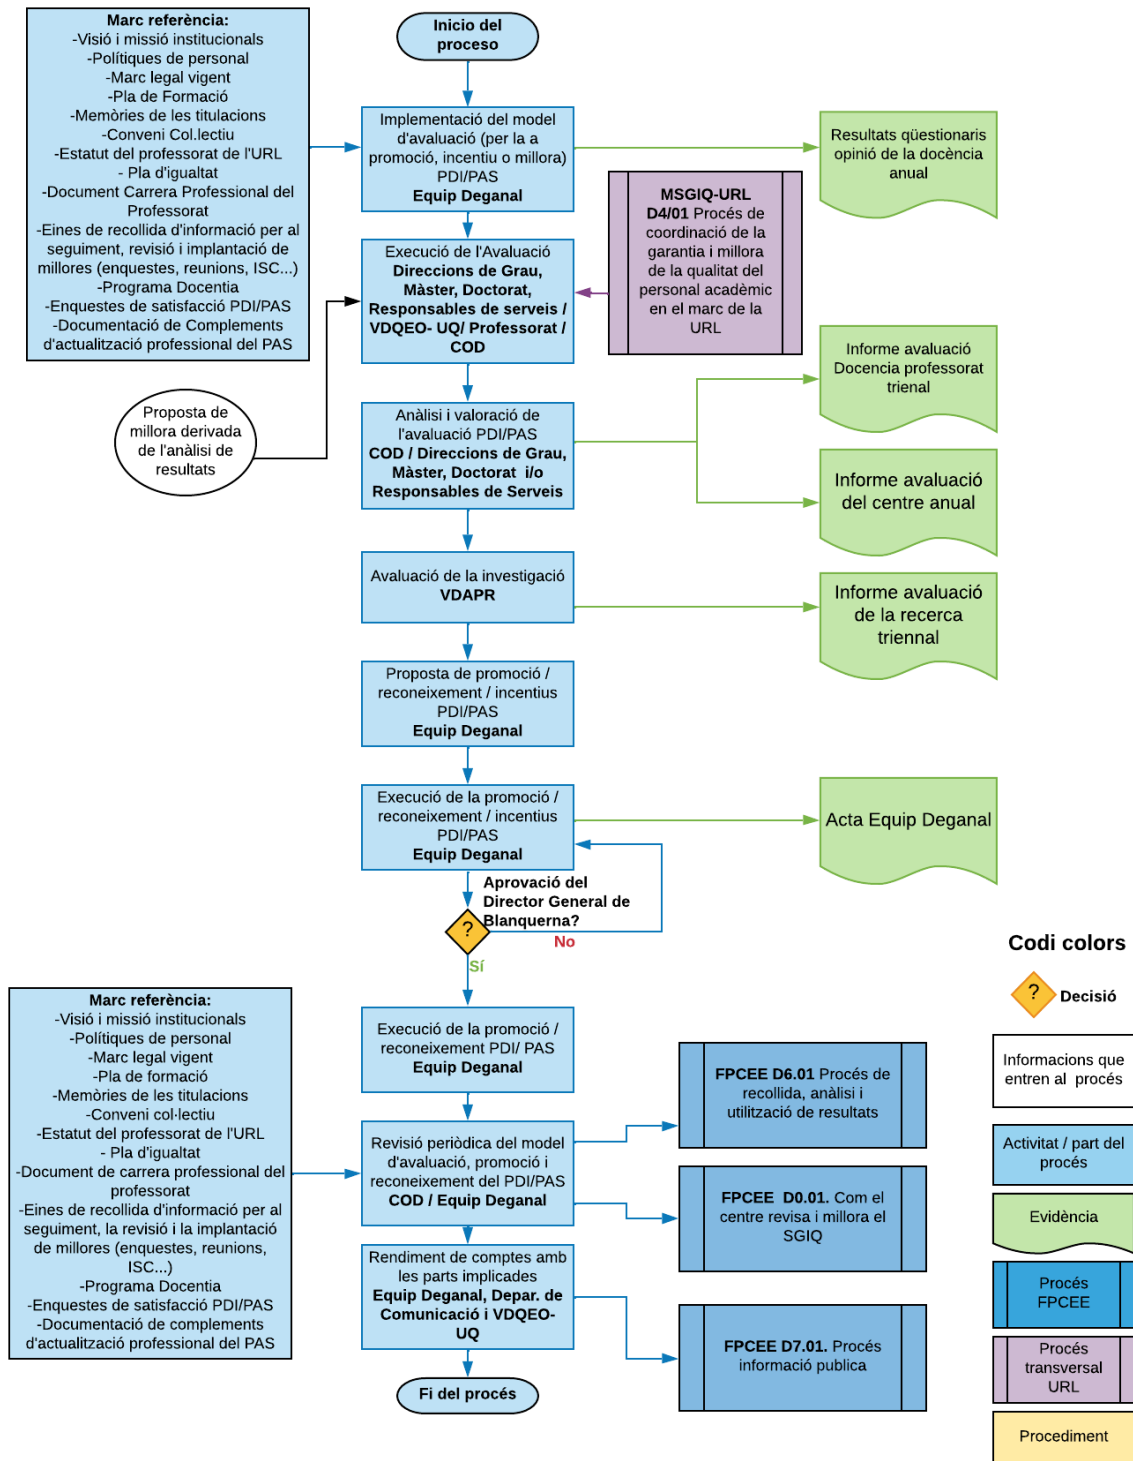 Marc referència:
-Visió i missió institucionals
-Polítiques de personal
-Marc legal vigent
-Pla de Formació
-Memòries de les titulacions
-Conveni Col.lectiu
-Estatut del professorat de l'URL
- Pla d'igualtat
-Document Carrera Professional del
Professorat
-Eines de recollida d'informació per al
seguiment, revisió i implantació de
millores (enquestes, reunions, ISC...)
-Programa Docentia
-Enquestes de satisfacció PDI/PAS
-Documentació de Complements
d'actualització professional del PAS
Inicio del
proceso
Implementació del model
d'avaluació (per la a
promoció, incentiu o millora)
PDI/PAS
Equip Deganal
Resultats qüestionaris
opinió de la docència
anual
MSGIQ-URL
D4/01 Procés de
coordinació de la
garantia i millora
de la qualitat del
personal acadèmic
en el marc de la
URL
Execució de l'Avaluació
Direccions de Grau,
Màster, Doctorat,
Responsables de serveis /
VDQEO- UQ/ Professorat /
COD
Proposta de
millora derivada
de l'anàlisi de
resultats
Anàlisi i valoració de
l'avaluació PDI/PAS
COD / Direccions de Grau,
Màster, Doctorat i/o
Responsables de Serveis
Informe avaluació
Docencia professorat
trienal
Informe avaluació
del centre anual
Avaluació de la investigació
VDAPR
Informe avaluació
de la recerca
triennal
Proposta de promoció /
reconeixement / incentius
PDI/PAS
Equip Deganal
Execució de la promoció /
reconeixement / incentius
PDI/PAS
Equip Deganal
Acta Equip Deganal
Aprovació del
Director General de
Blanquerna?
?
No
Sí
Marc referència:
-Visió i missió institucionals
-Polítiques de personal
-Marc legal vigent
-Pla de formació
-Memòries de les titulacions
-Conveni col·lectiu
-Estatut del professorat de l'URL
- Pla d'igualtat
-Document de carrera professional del
professorat
-Eines de recollida d'informació per al
seguiment, la revisió i la implantació
de millores (enquestes, reunions,
ISC...)
-Programa Docentia
-Enquestes de satisfacció PDI/PAS
-Documentació de complements
d'actualització professional del PAS
Execució de la promoció /
reconeixement PDI/ PAS
Equip Deganal
Revisió periòdica del model
d'avaluació, promoció i
reconeixement del PDI/PAS
COD / Equip Deganal
Rendiment de comptes amb
les parts implicades
Equip Deganal, Depar. de
Comunicació i VDQEO-
UQ
Fi del procés
FPCEE D6.01 Procés de
recollida, anàlisi i
utilització de resultats
FPCEE D0.01. Com el
centre revisa i millora el
SGIQ
FPCEE D7.01. Procés
informació publica
Codi colors
?
Decisió
Informacions que
entren al procés
Activitat / part del
procés
Evidència
Procés
FPCEE
Procés
transversal
URL
Procediment